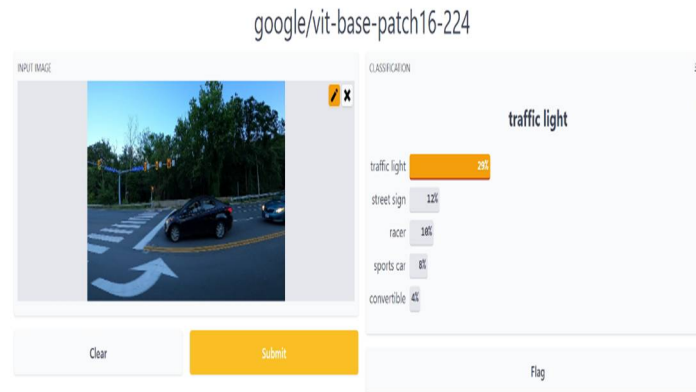 google/vit-base-patch16-224
INPUT IMAGE
CLASSIFICATION
traffic light
traffic light 29%
street sign 12%
racer 10%
sports car 8%
convertible 4%
Clear
Submit
Flag